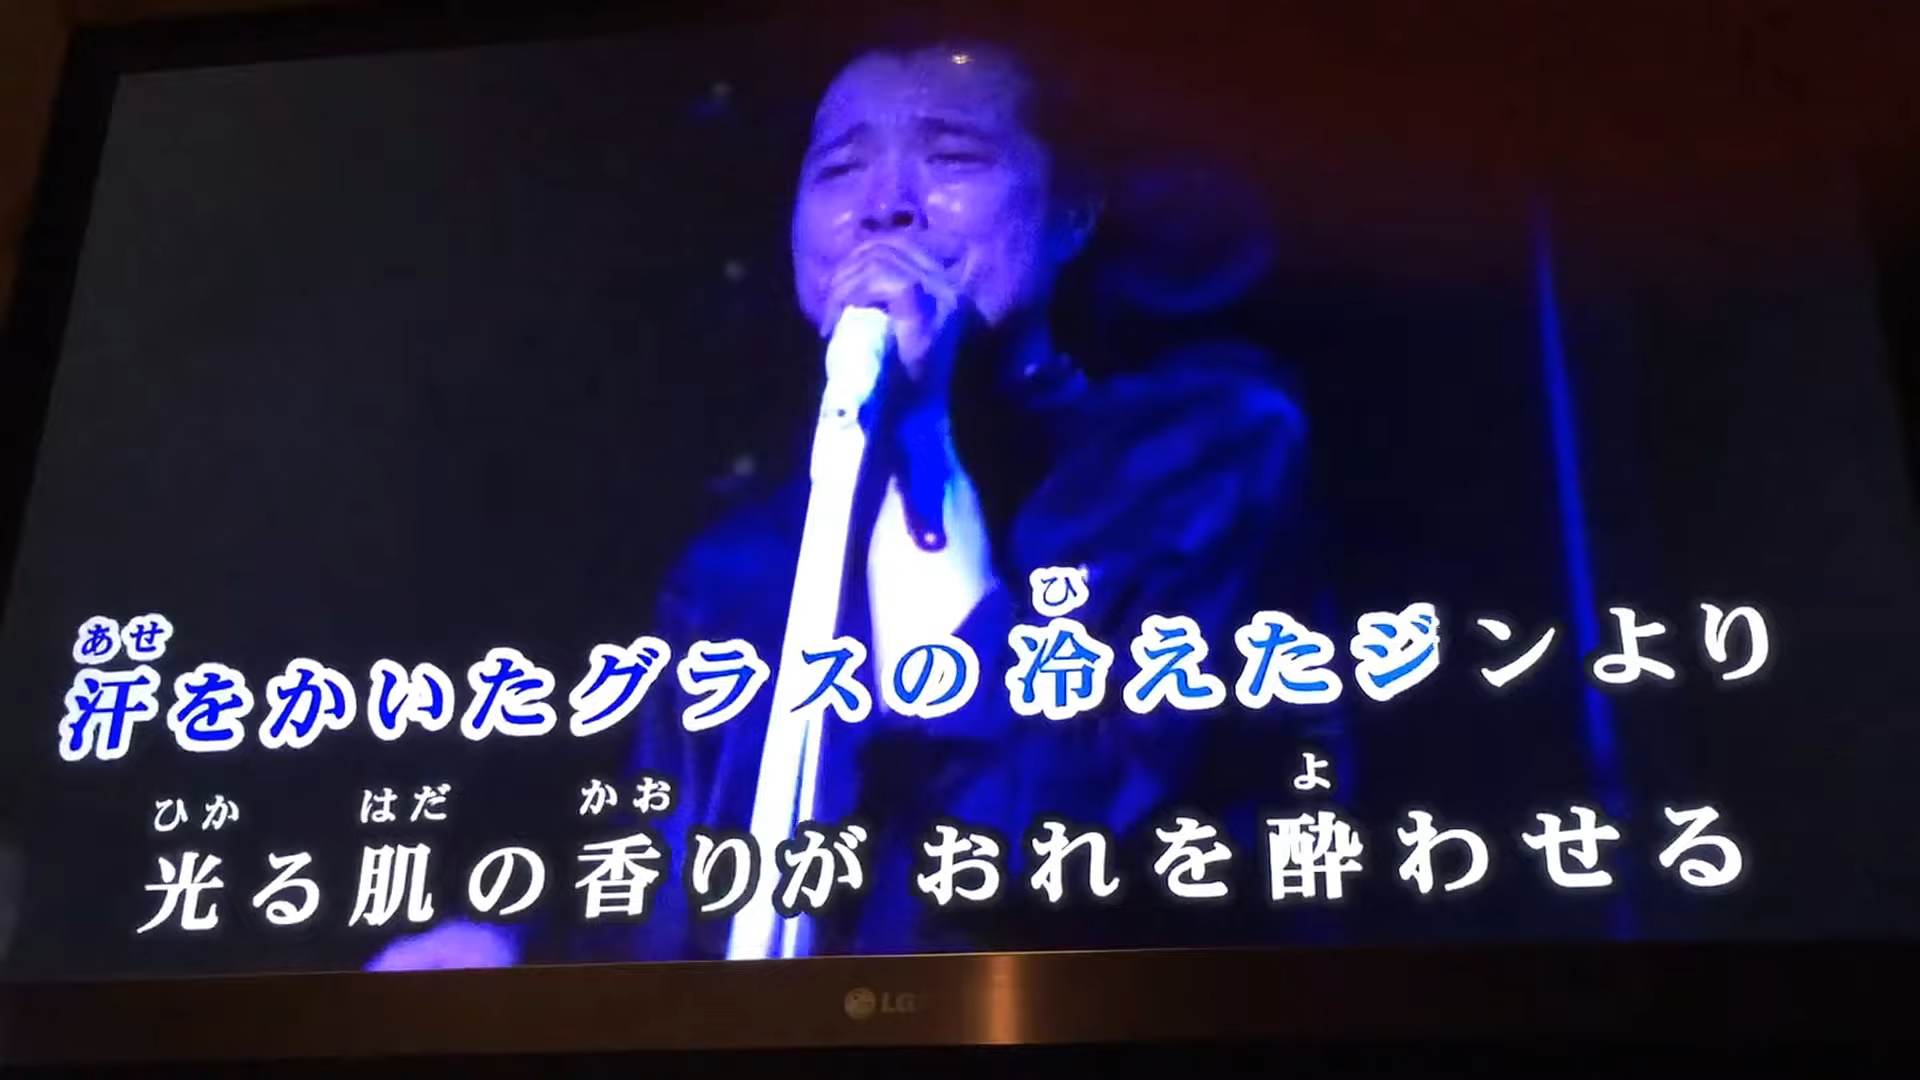 あせ ひ
汗をかいたグラスの 冷えたジンより
ひか はだ かお よ
光る肌の香りが おれを酔わせる
LG